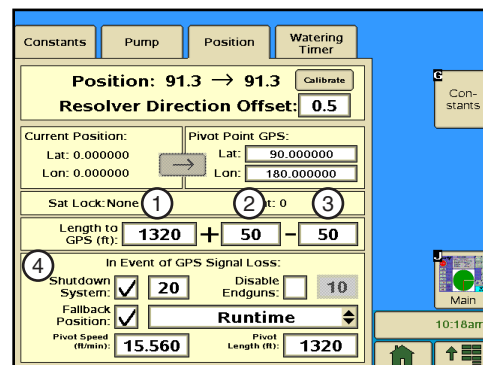 Constants
Pump
Position
Watering
Timer
Position: 91.3 → 91.3
Calibrate
Resolver Direction Offset: 0.5
Current Position:
Lat: 0.000000
Lon: 0.000000
→
Pivot Point GPS:
Lat: 90.000000
Lon: 180.000000
Sat Lock: None
1
2
t: 0
3
Length to
GPS (ft): 1320 + 50 - 50
4
In Event of GPS Signal Loss:
Shutdown
System: 20
Disable
Endguns: 10
Fallback
Position: Runtime
Pivot Speed
(ft/min): 15.560
Pivot
Length (ft): 1320
G
Con-
stants
J
Main
10:18am